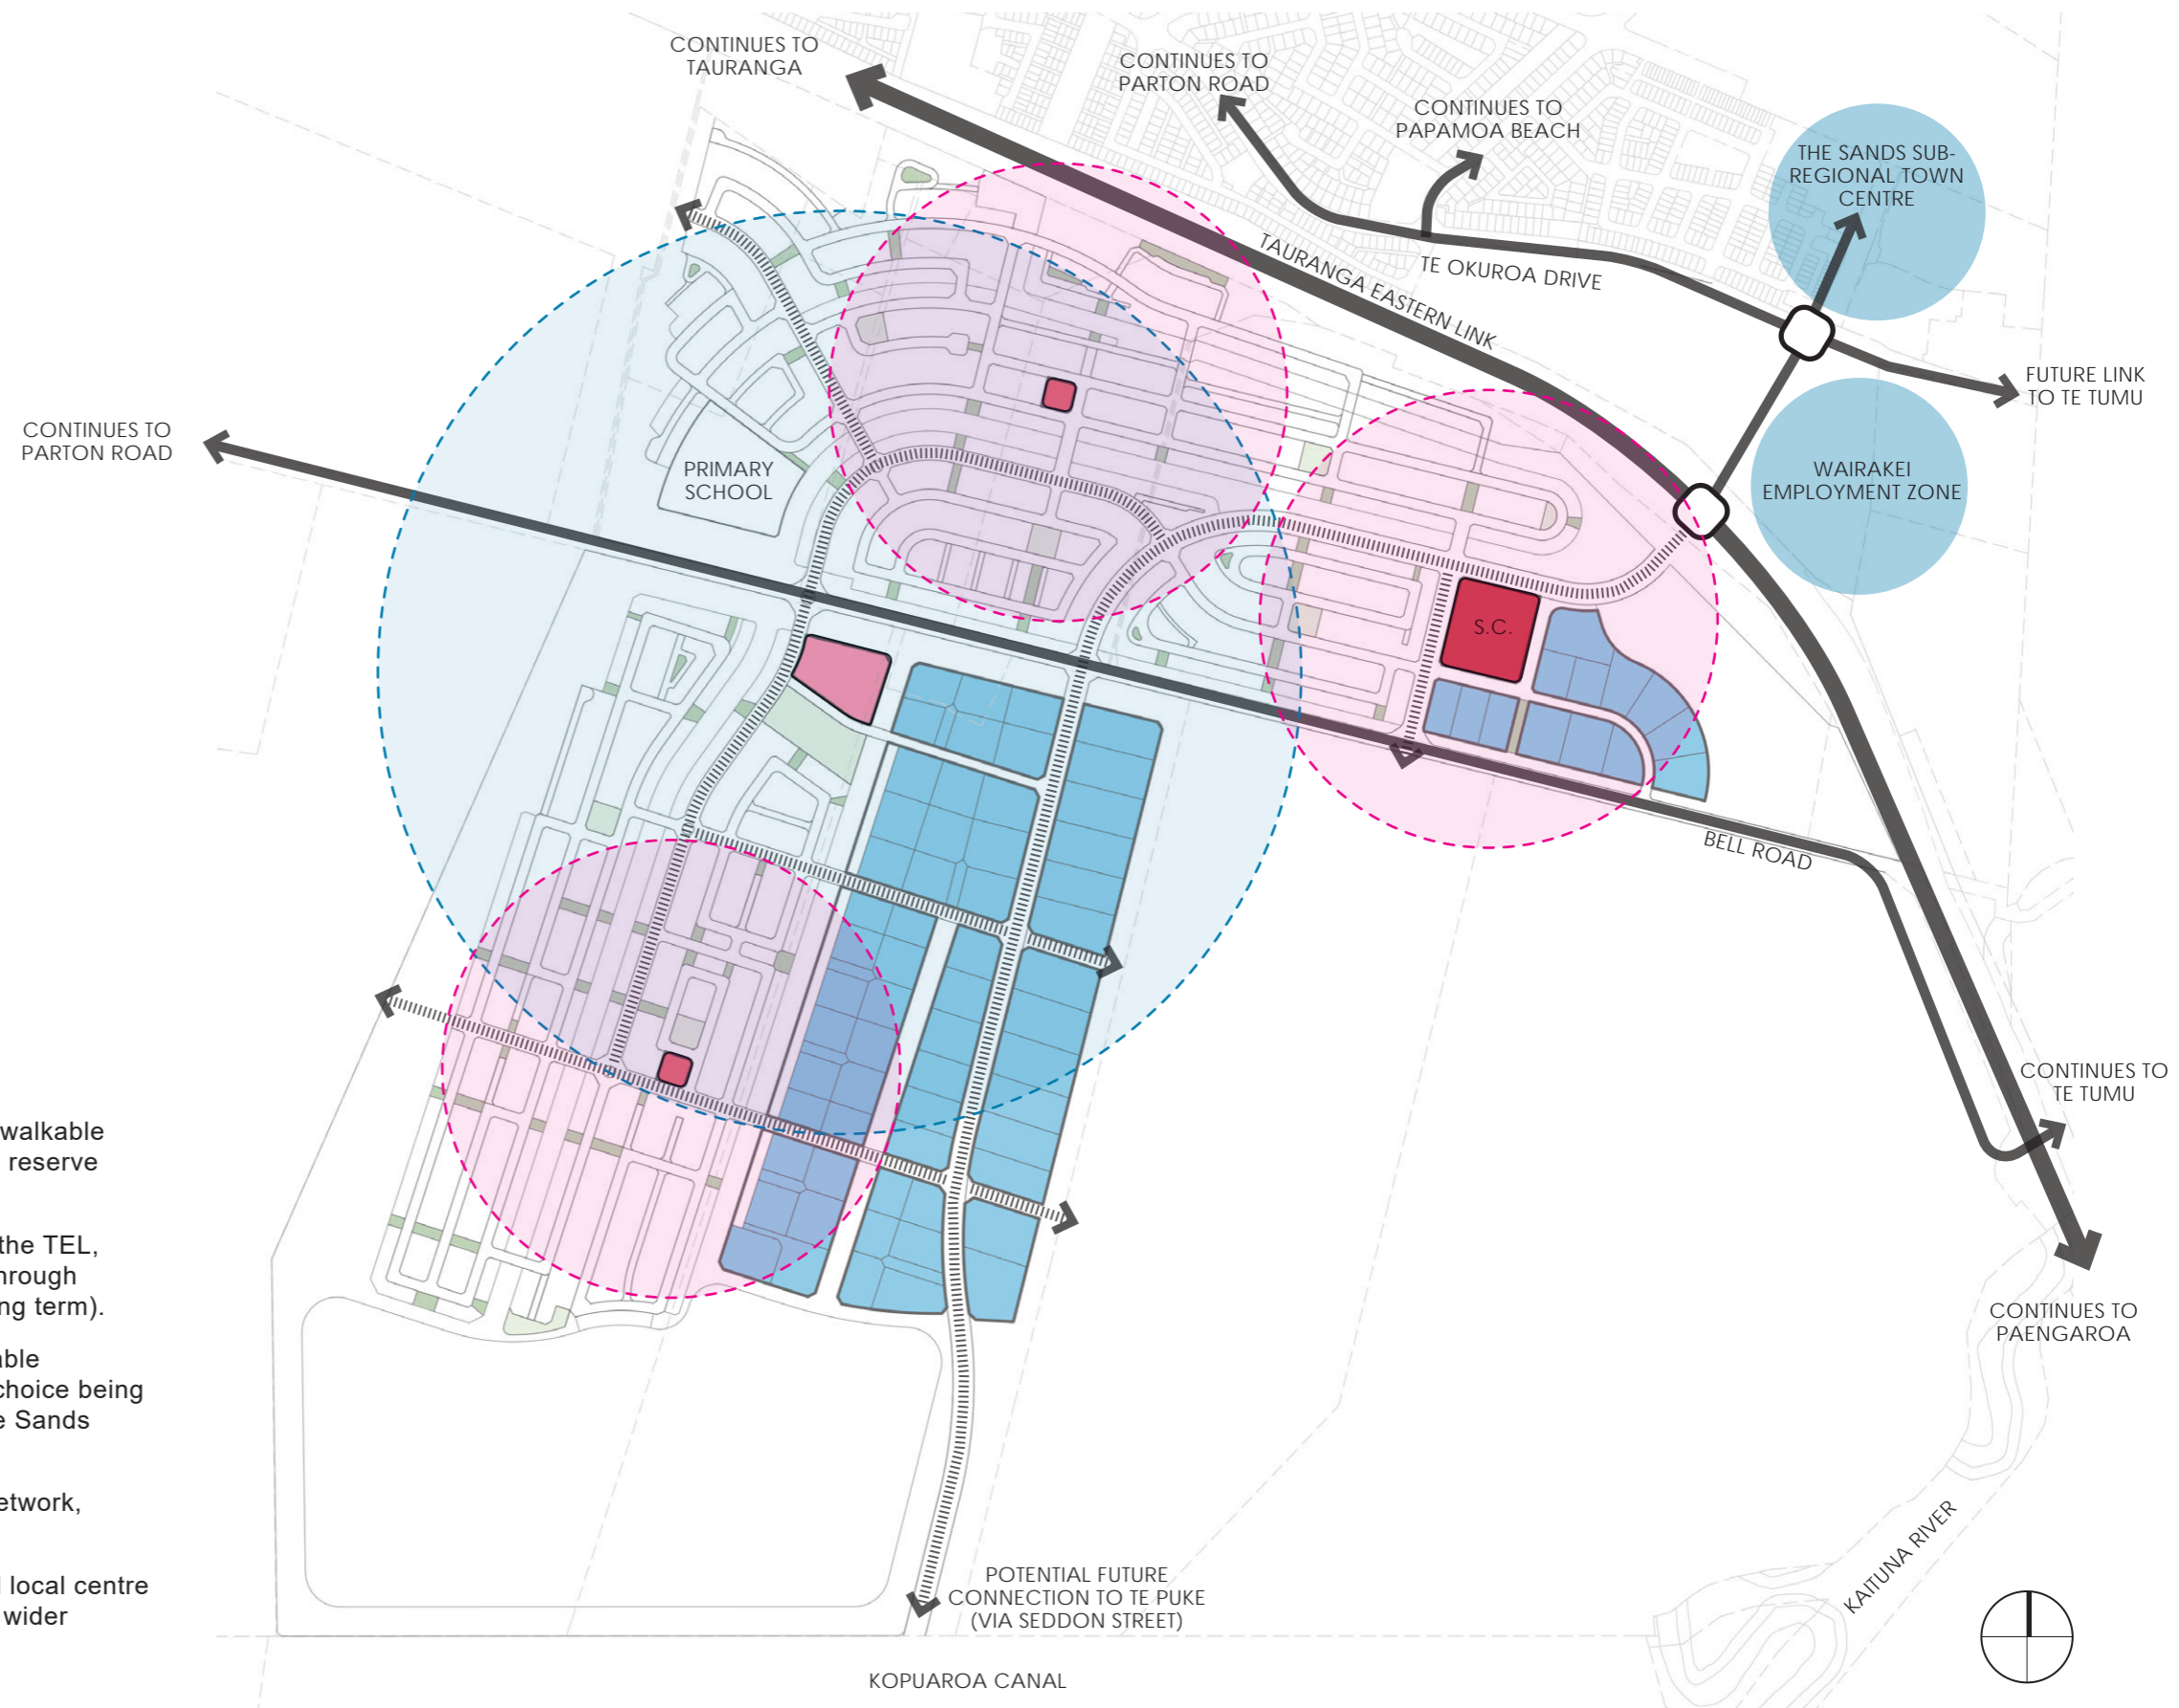 CONTINUES TO
TAURANGA
CONTINUES TO
PARTON ROAD
CONTINUES TO
PAPAMOA BEACH
THE SANDS SUB-
REGIONAL TOWN
CENTRE
TAURANGA EASTERN LINK
TE OKUROA DRIVE
FUTURE LINK
TO TE TUMU
CONTINUES TO
PARTON ROAD
PRIMARY
SCHOOL
WAIRAKEI
EMPLOYMENT ZONE
S.C.
BELL ROAD
CONTINUES TO
TE TUMU
walkable
reserve
the TEL,
hrough
ng term).
able
choice being
e Sands
etwork,
l local centre
wider
CONTINUES TO
PAENGAROA
POTENTIAL FUTURE
CONNECTION TO TE PUKE
(VIA SEDDON STREET)
KAITUNA RIVER
KOPUAROA CANAL